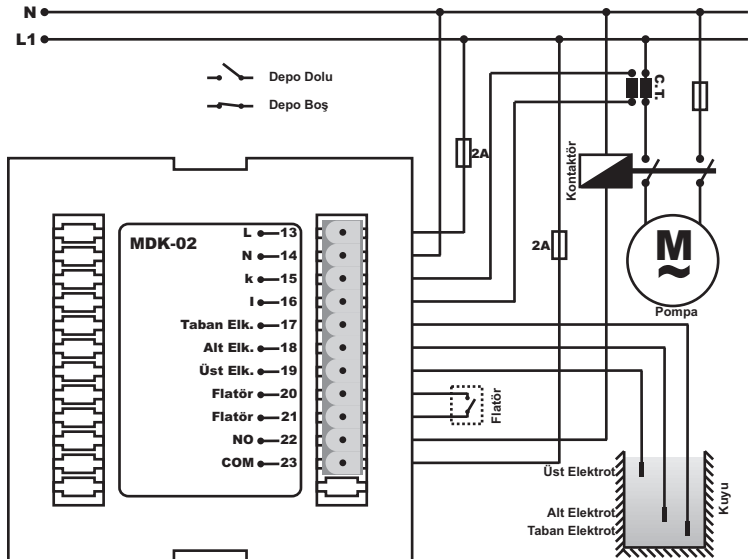 N
L1
Depo Dolu
Depo Boş
2A
C.T.
Kontaktör
2A
M
~
Pompa
MDK-02
L 13
N 14
k 15
l 16
Taban Elk. 17
Alt Elk. 18
Üst Elk. 19
Flatör 20
Flatör 21
NO 22
COM 23
Flatör
Üst Elektrot
Alt Elektrot
Taban Elektrot
Kuyu